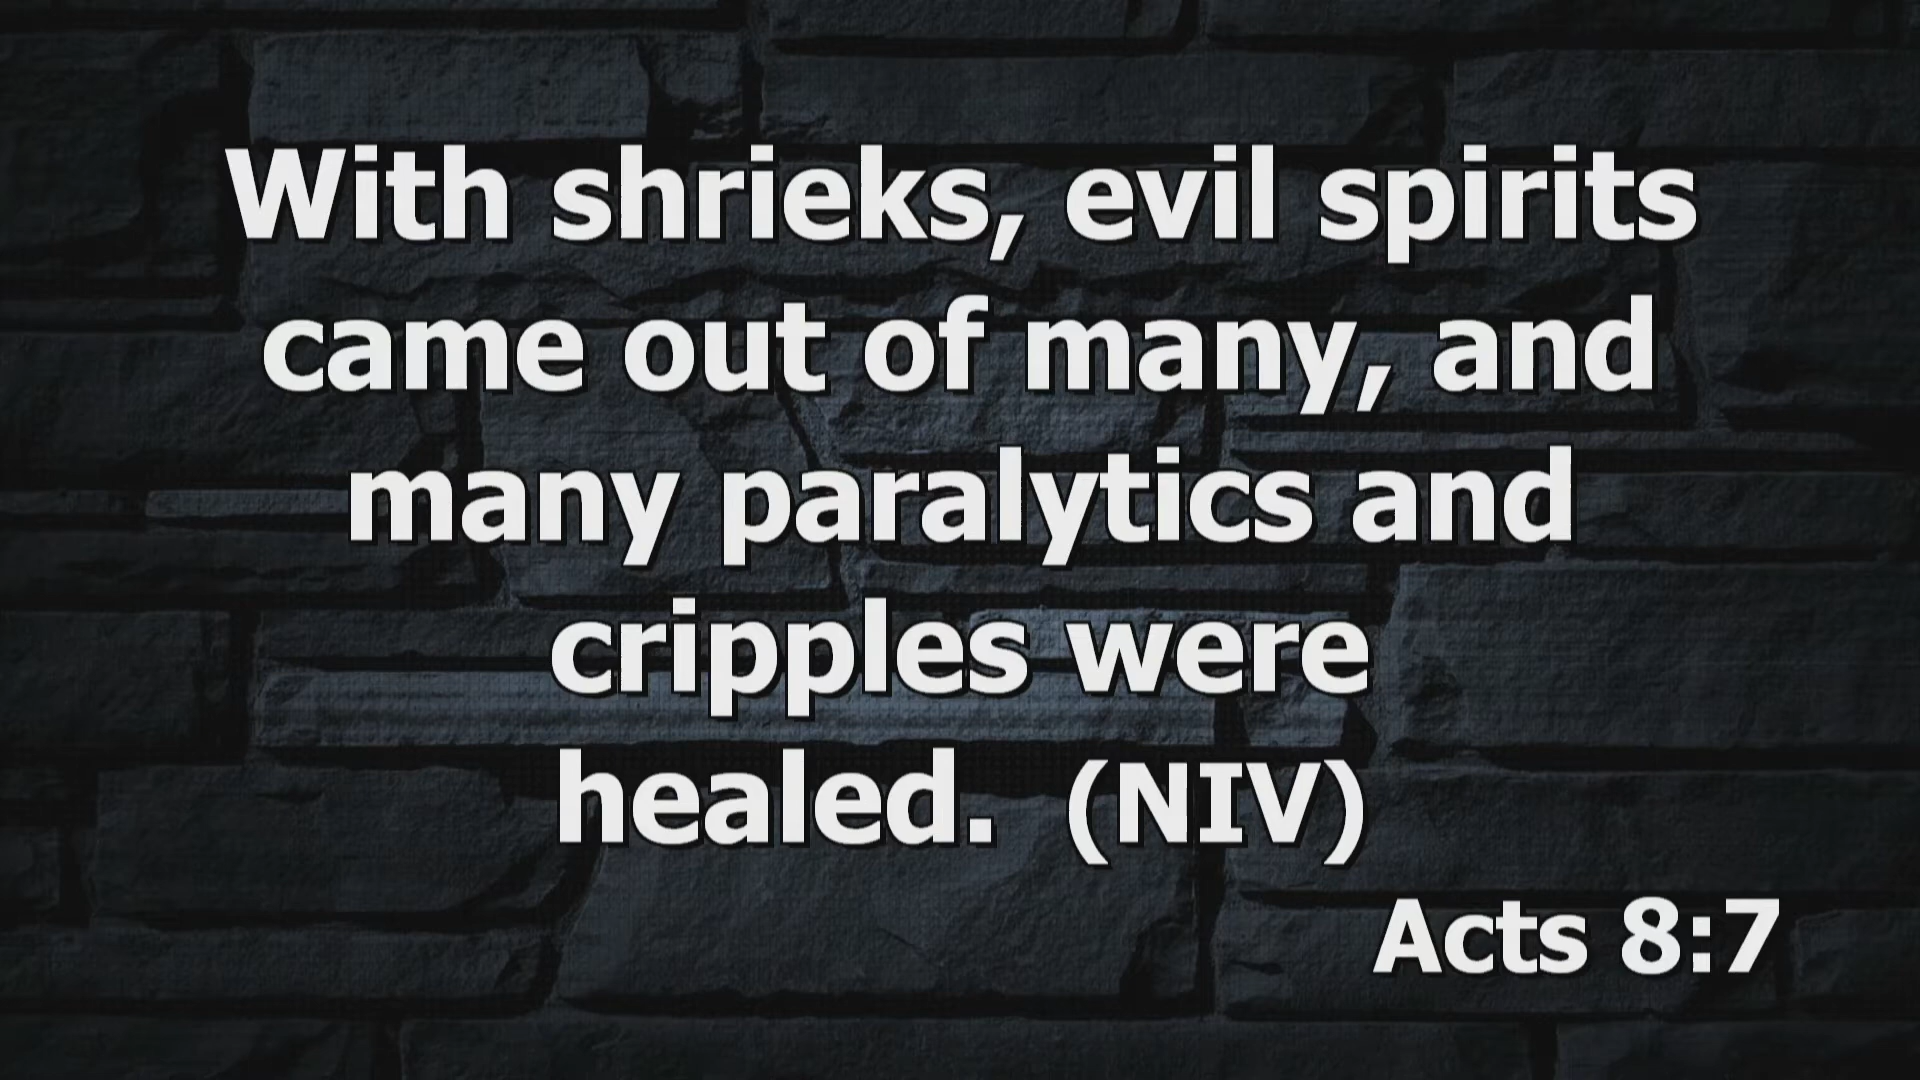 With shrieks, evil spirits
came out of many, and
many paralytics and
cripples were
healed.  (NIV)
Acts 8:7